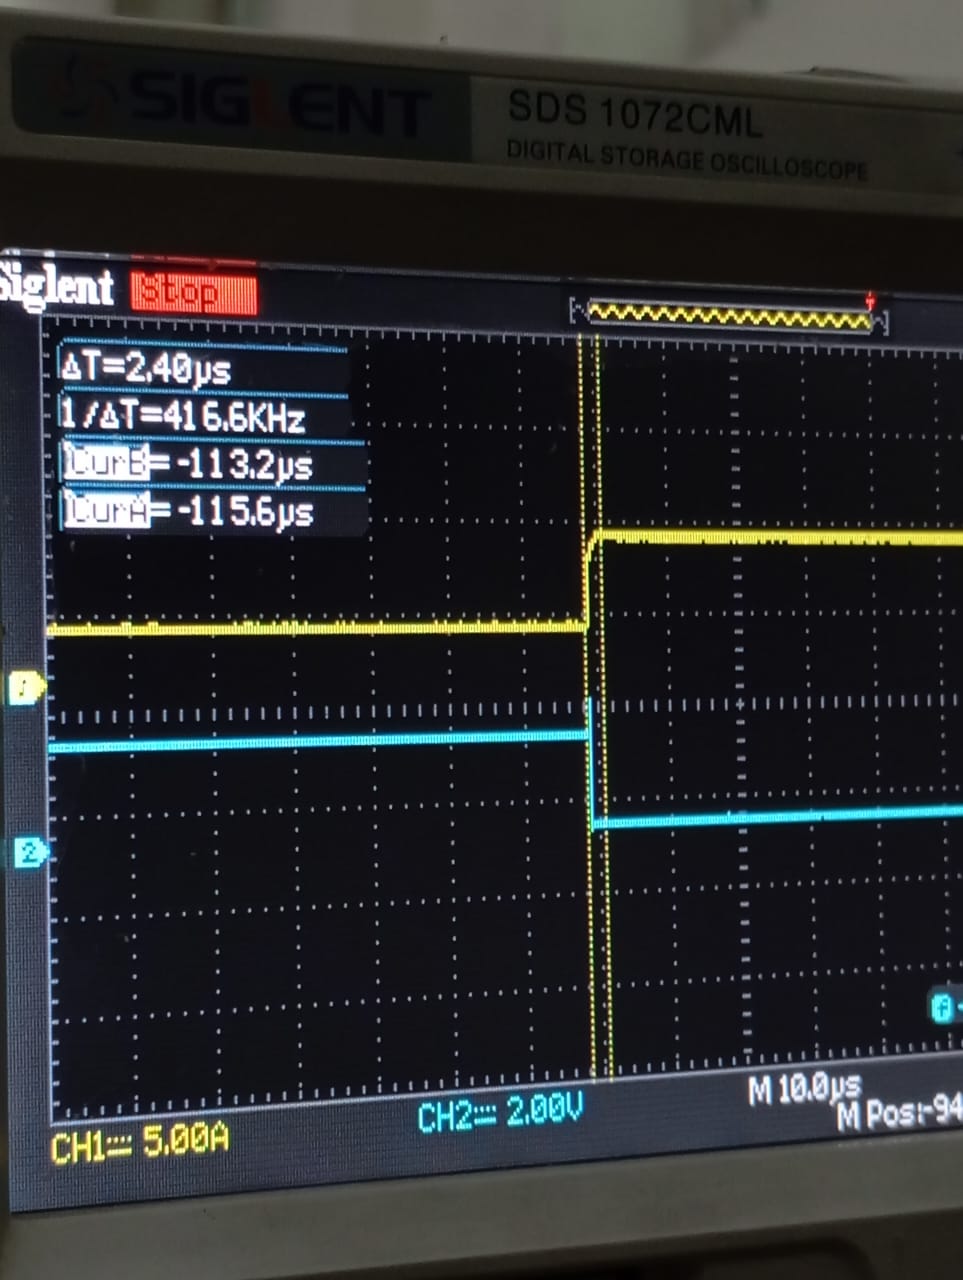 SIGLENT
SDS 1072CML
DIGITAL STORAGE OSCILLOSCOPE
Siglent Stop
ΔT=2.40µs
1/ΔT=416.6KHz
CurB=-113.2µs
CurA=-115.6µs
2
CH1 5.00A
CH2 2.00V
M 10.0µs
M Pos:-94